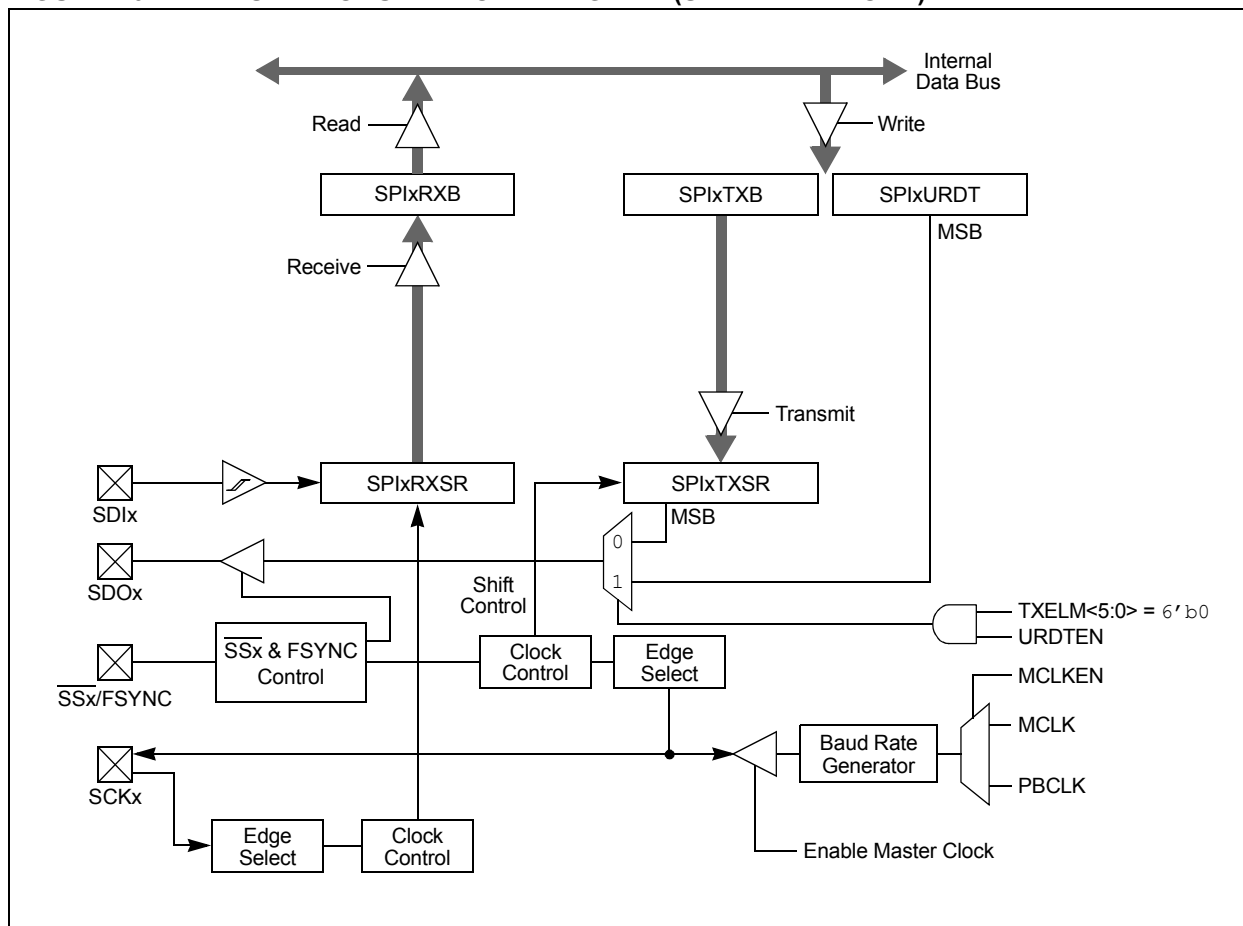 Internal
Data Bus
Read
Write
SPIxRXB
SPIxTXB
SPIxURDT
MSB
Receive
Transmit
SPIxRXSR
SPIxTXSR
SDIx
MSB
0
1
SDOx
Shift
Control
TXELM<5:0> = 6'b0
URDTEN
SSx & FSYNC
Control
Clock
Control
Edge
Select
SSx/FSYNC
MCLKEN
MCLK
Baud Rate
Generator
PBCLK
SCKx
Edge
Select
Clock
Control
Enable Master Clock